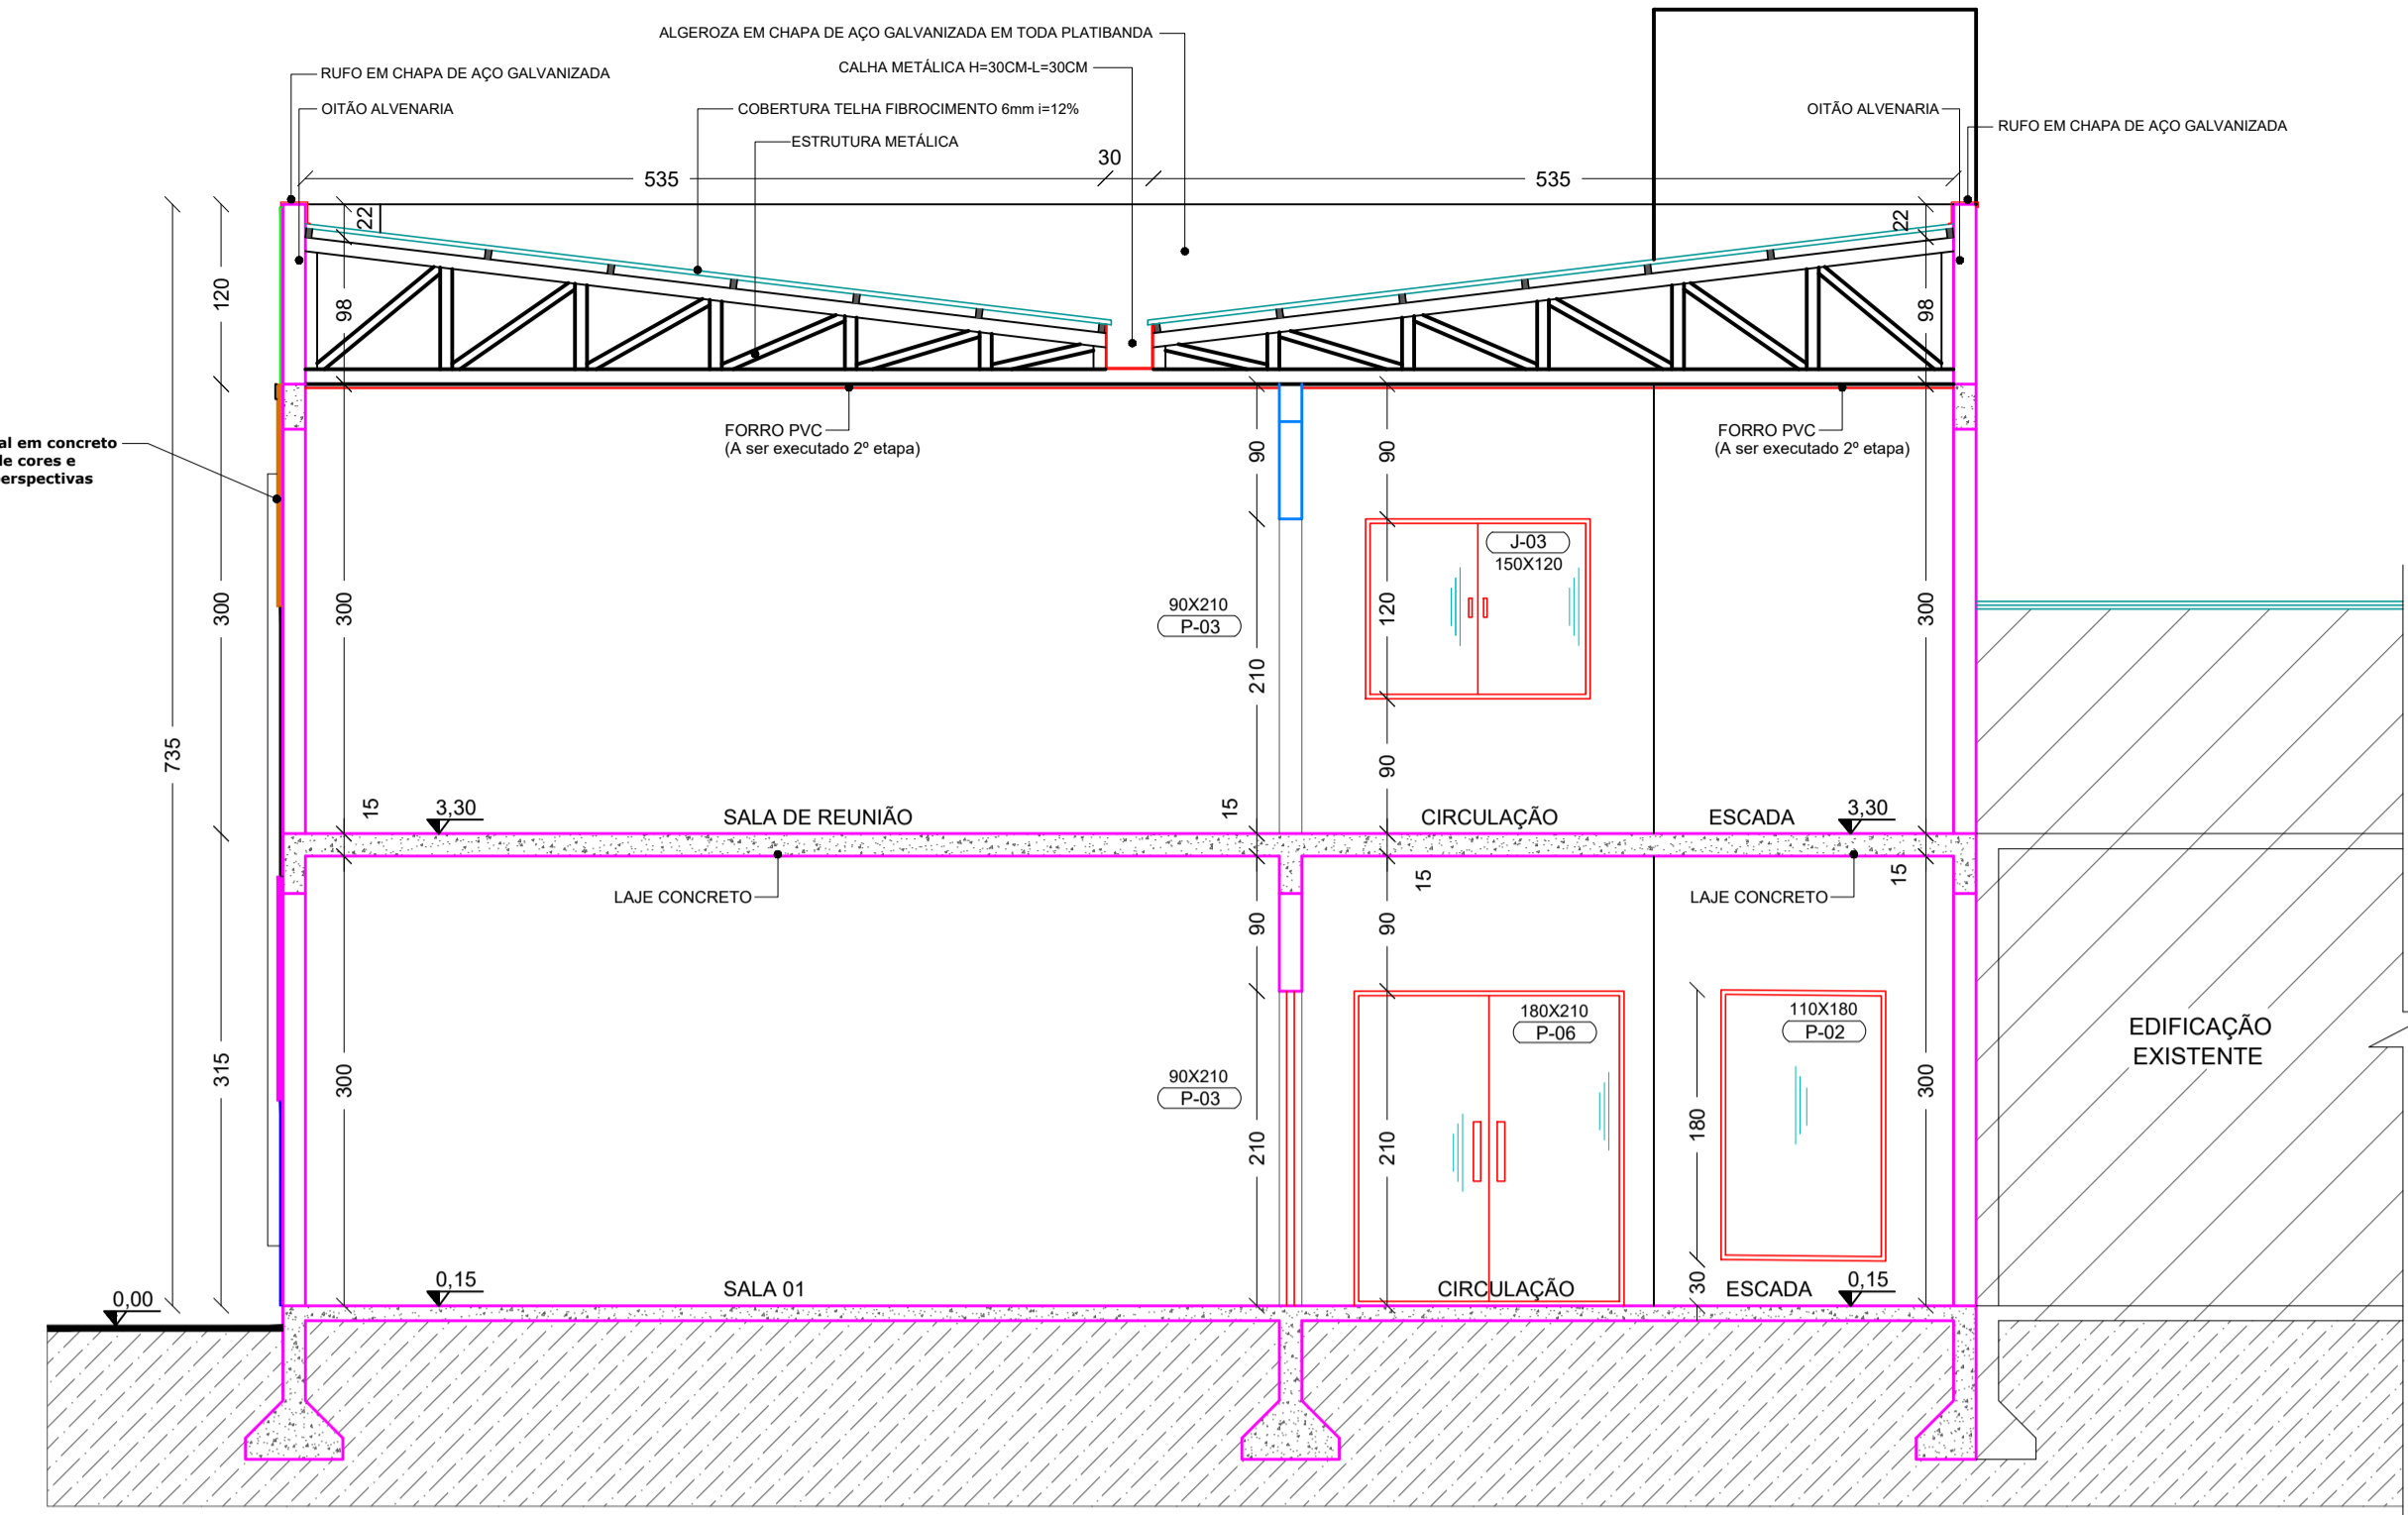 ALGEROZA EM CHAPA DE AÇO GALVANIZADA EM TODA PLATIBANDA
CALHA METÁLICA H=30CM-L=30CM
RUFO EM CHAPA DE AÇO GALVANIZADA
OITÃO ALVENARIA
COBERTURA TELHA FIBROCIMENTO 6mm i=12%
ESTRUTURA METÁLICA
OITÃO ALVENARIA
RUFO EM CHAPA DE AÇO GALVANIZADA
535
30
535
22
22
120
98
98
FORRO PVC
(A ser executado 2º etapa)
FORRO PVC
(A ser executado 2º etapa)
al em concreto
de cores e
perspectivas
90
90
J-03
150X120
735
300
300
90X210
P-03
210
120
300
90
15
3,30
SALA DE REUNIÃO
15
CIRCULAÇÃO
ESCADA
3,30
LAJE CONCRETO
15
LAJE CONCRETO
15
90
90
315
300
90X210
P-03
210
210
180X210
P-06
110X180
P-02
180
300
EDIFICAÇÃO
EXISTENTE
30
0,00
0,15
SALA 01
CIRCULAÇÃO
ESCADA
0,15